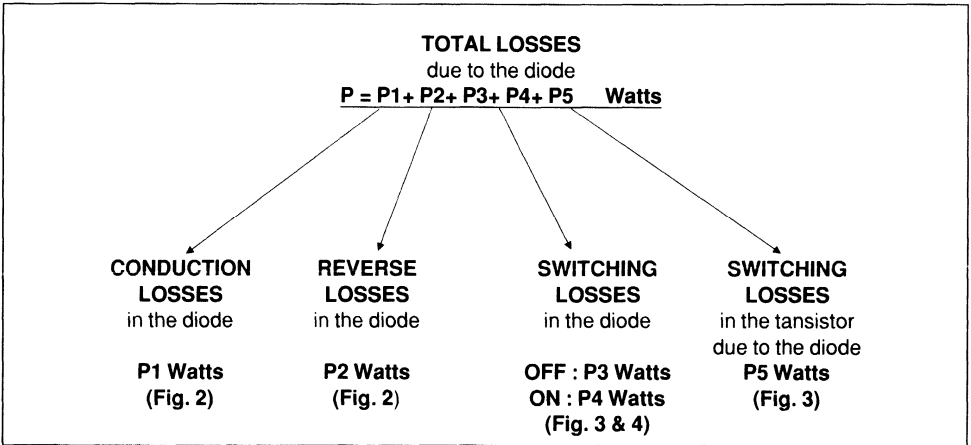 TOTAL LOSSES
due to the diode
P = P1+ P2+ P3+ P4+ P5 Watts
CONDUCTION
LOSSES
in the diode
P1 Watts
(Fig. 2)
REVERSE
LOSSES
in the diode
P2 Watts
(Fig. 2)
SWITCHING
LOSSES
in the diode
OFF : P3 Watts
ON : P4 Watts
(Fig. 3 & 4)
SWITCHING
LOSSES
in the tansistor
due to the diode
P5 Watts
(Fig. 3)